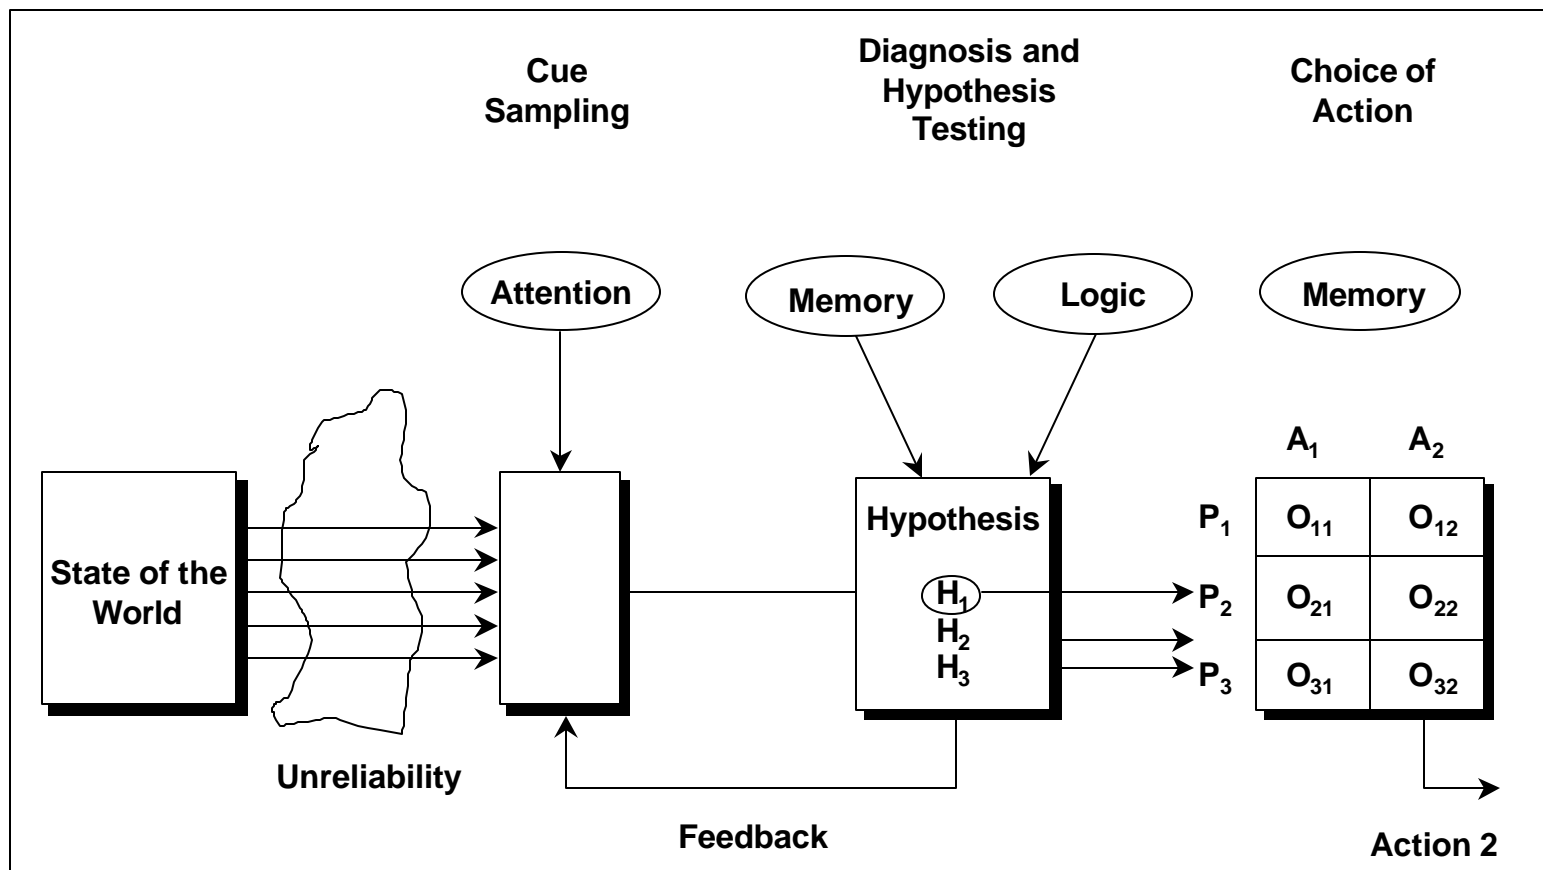 Cue
Sampling
Diagnosis and
Hypothesis
Testing
Choice of
Action
Attention
Memory
Logic
Memory
A1 A2
State of the
World
Hypothesis
H1
H2
H3
P1 O11 O12
P2 O21 O22
P3 O31 O32
Unreliability
Feedback
Action 2